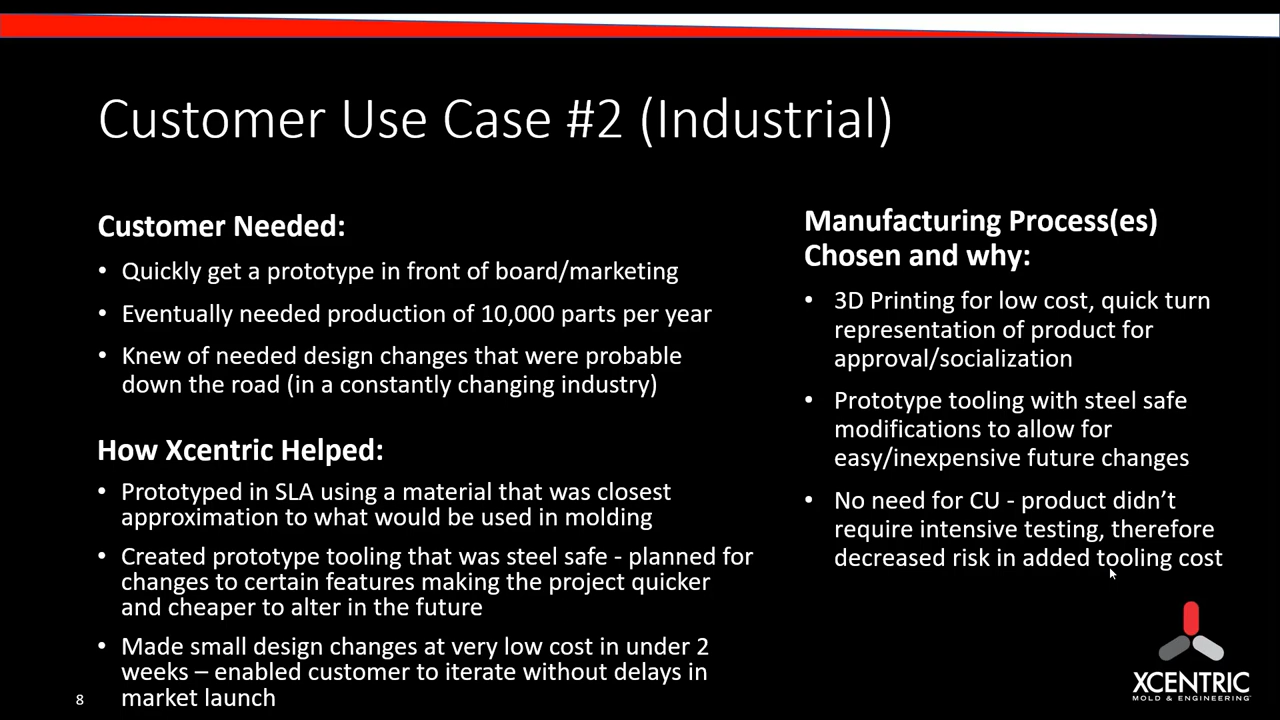 Customer Use Case #2 (Industrial)
Customer Needed:
• Quickly get a prototype in front of board/marketing
• Eventually needed production of 10,000 parts per year
• Knew of needed design changes that were probable
down the road (in a constantly changing industry)
How Xcentric Helped:
• Prototyped in SLA using a material that was closest
approximation to what would be used in molding
• Created prototype tooling that was steel safe - planned for
changes to certain features making the project quicker
and cheaper to alter in the future
• Made small design changes at very low cost in under 2
weeks – enabled customer to iterate without delays in
market launch
Manufacturing Process(es)
Chosen and why:
• 3D Printing for low cost, quick turn
representation of product for
approval/socialization
• Prototype tooling with steel safe
modifications to allow for
easy/inexpensive future changes
• No need for CU - product didn’t
require intensive testing, therefore
decreased risk in added tooling cost
8
XCENTRIC
MOLD & ENGINEERING